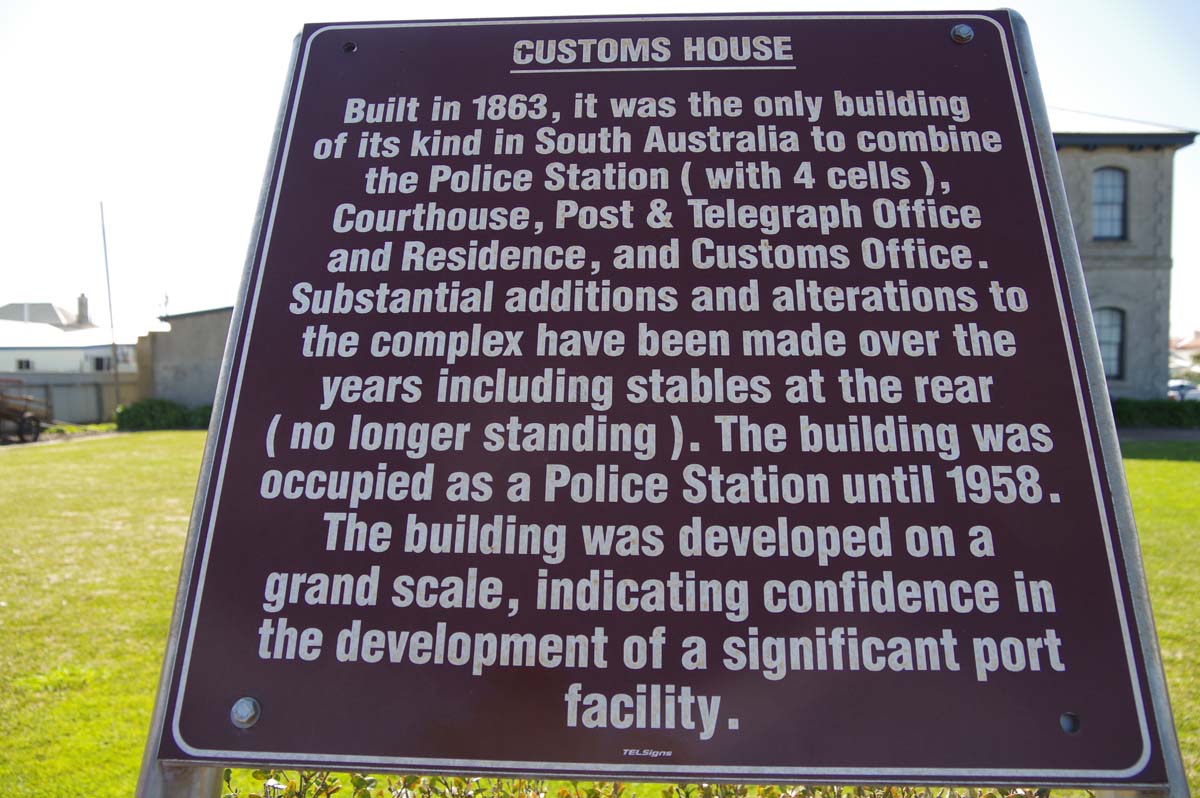 CUSTOMS HOUSE
Built in 1863, it was the only building
of its kind in South Australia to combine
the Police Station ( with 4 cells ),
Courthouse, Post & Telegraph Office
and Residence, and Customs Office.
Substantial additions and alterations to
the complex have been made over the
years including stables at the rear
( no longer standing ). The building was
occupied as a Police Station until 1958.
The building was developed on a
grand scale, indicating confidence in
the development of a significant port
facility.
TELSigns